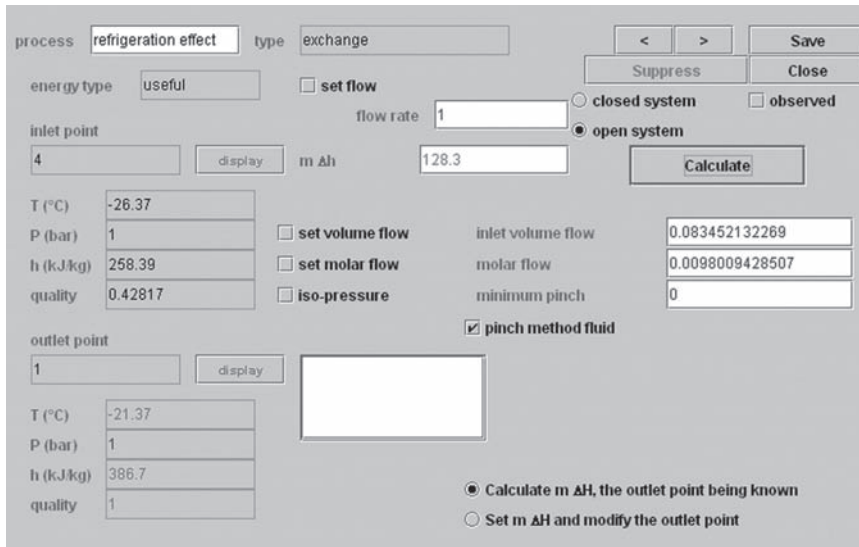 process refrigeration effect type exchange < > Save
Suppress Close
energy type useful set flow closed system observed
flow rate 1
inlet point open system
4 display m Δh 128.3 Calculate
T (°C) -26.37
P (bar) 1 set volume flow inlet volume flow 0.083452132269
h (kJ/kg) 258.39 set molar flow molar flow 0.0098009428507
quality 0.42817 iso-pressure minimum pinch 0
pinch method fluid
outlet point
1 display
T (°C) -21.37
P (bar) 1
h (kJ/kg) 386.7
quality 1
Calculate m ΔH, the outlet point being known
Set m ΔH and modify the outlet point